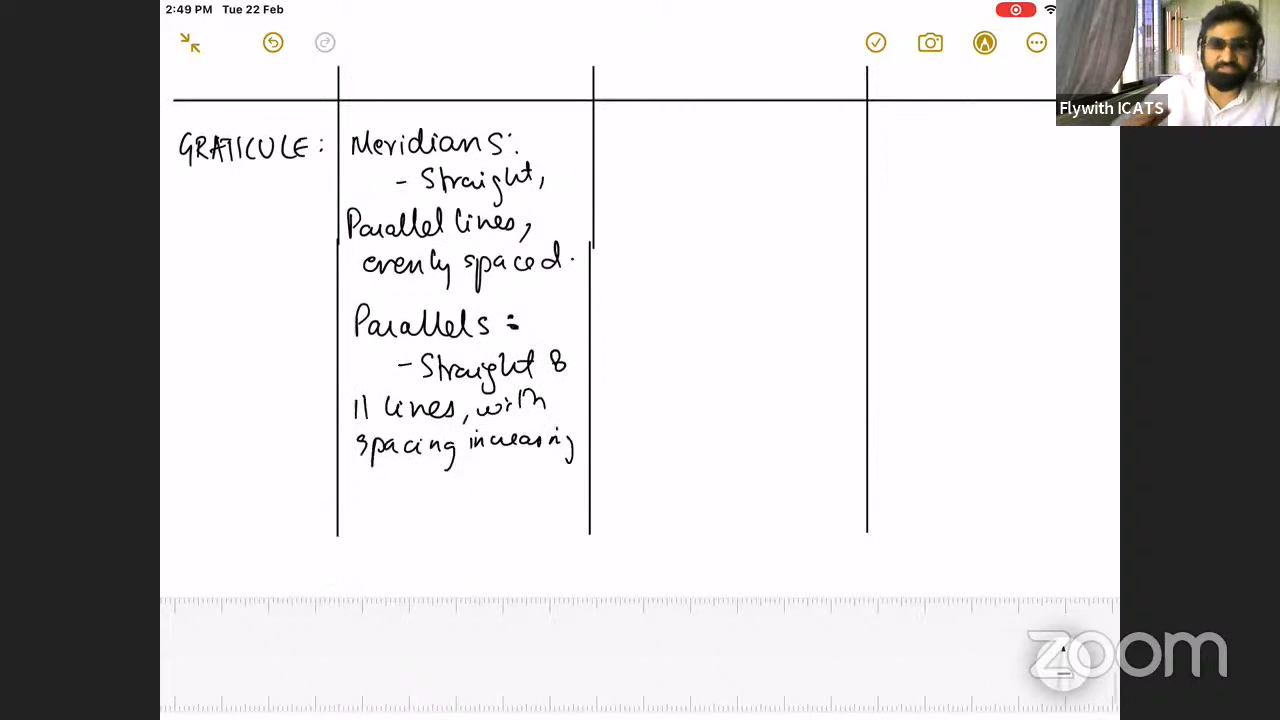 2:49 PM Tue 22 Feb
Flywith ICATS
GRATICULE :
Meridians :
- Straight,
Parallel lines,
evenly spaced.
Parallels :
- Straight &
11 lines, with
spacing increasing
zoom